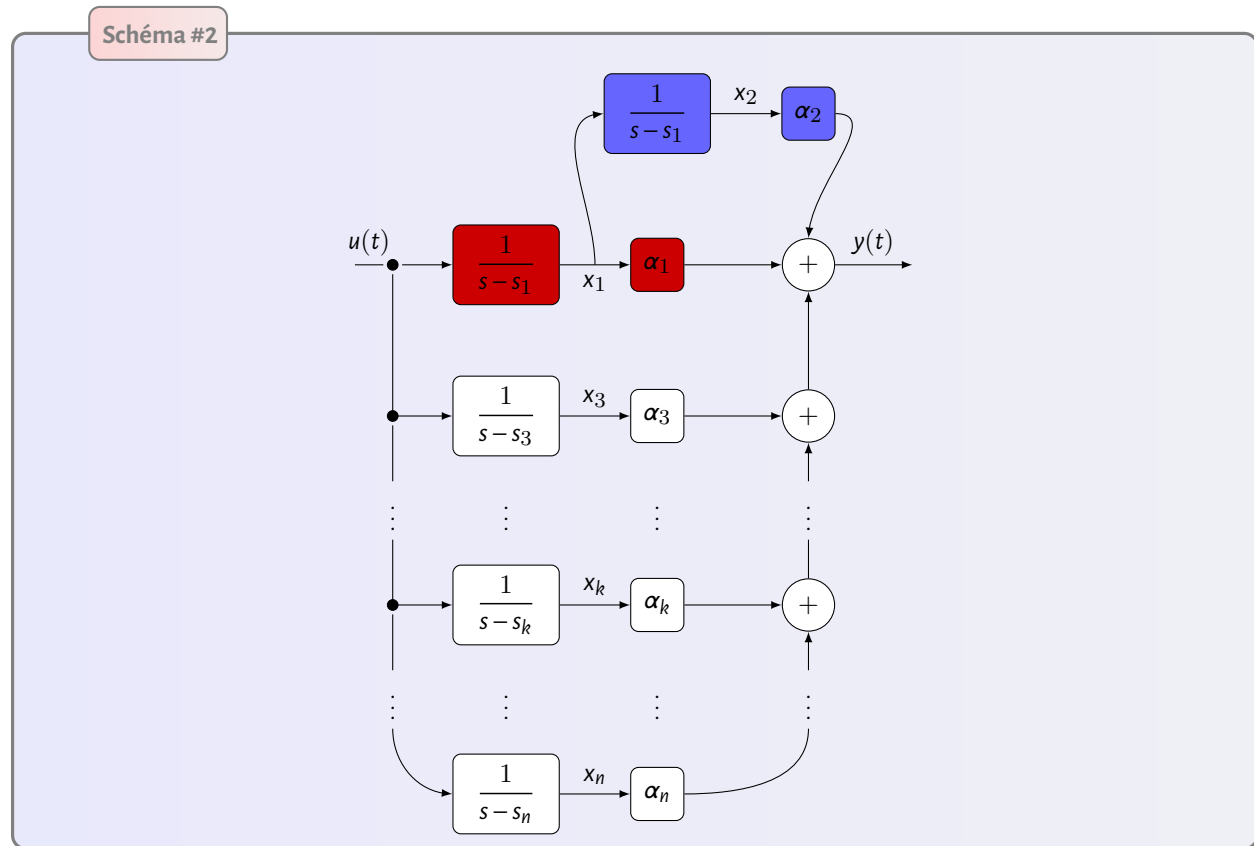 Schéma #2
1
s − s₁
x₂
α₂
u(t)
1
s − s₁
x₁
α₁
+
y(t)
1
s − s₃
x₃
α₃
+
⋮ ⋮ ⋮ ⋮
1
s − sₖ
xₖ
αₖ
+
⋮ ⋮ ⋮ ⋮
1
s − sₙ
xₙ
αₙ